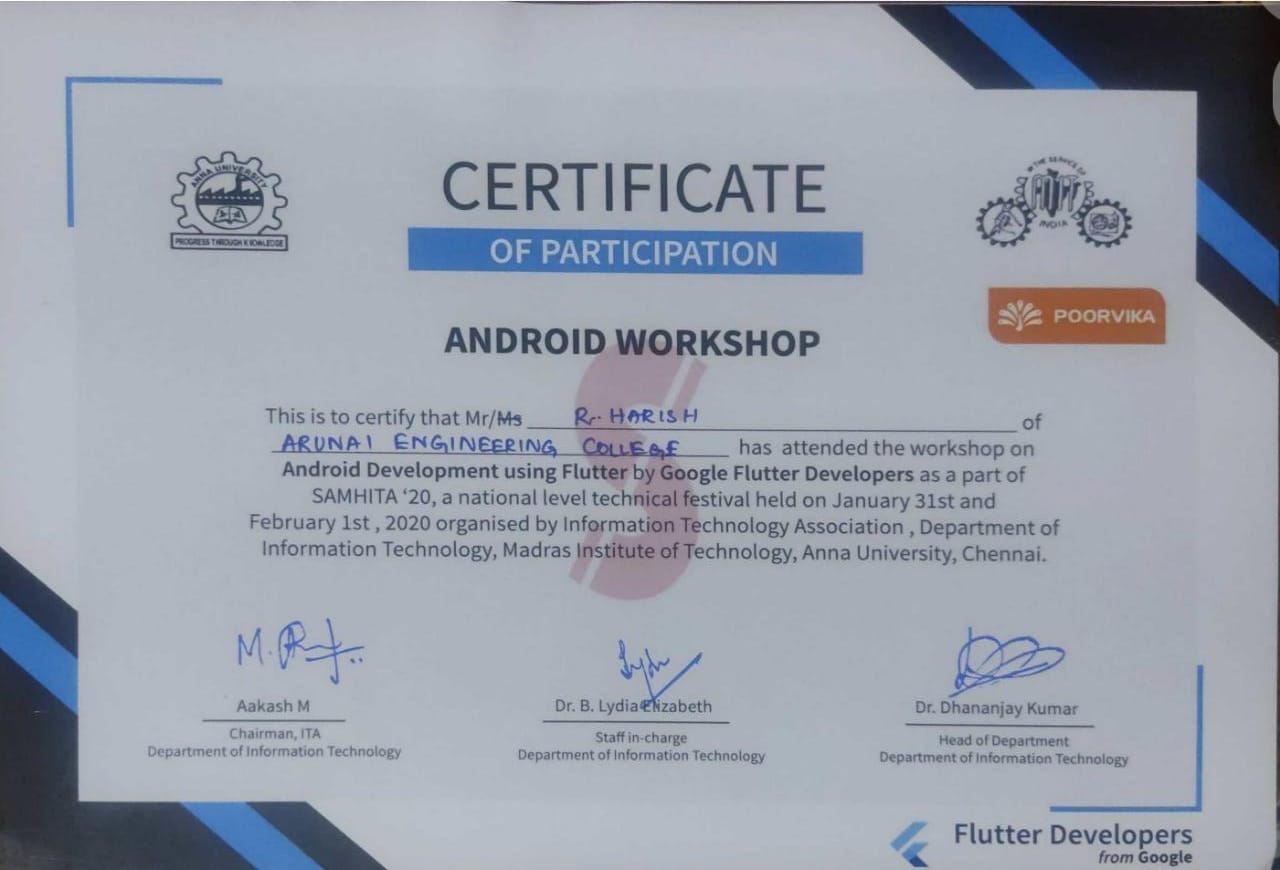 ANNA UNIVERSITY
PROGRESS THROUGH KNOWLEDGE
CERTIFICATE
OF PARTICIPATION
IN THE SERVICE OF
INDIA
POORVIKA
ANDROID WORKSHOP
This is to certify that Mr/Ms R. HARISH of
ARUNAI ENGINEERING COLLEGE has attended the workshop on
Android Development using Flutter by Google Flutter Developers as a part of
SAMHITA ‘20, a national level technical festival held on January 31st and
February 1st , 2020 organised by Information Technology Association , Department of
Information Technology, Madras Institute of Technology, Anna University, Chennai.
Aakash M
Chairman, ITA
Department of Information Technology
Dr. B. Lydia Elizabeth
Staff in-charge
Department of Information Technology
Dr. Dhananjay Kumar
Head of Department
Department of Information Technology
Flutter Developers
from Google